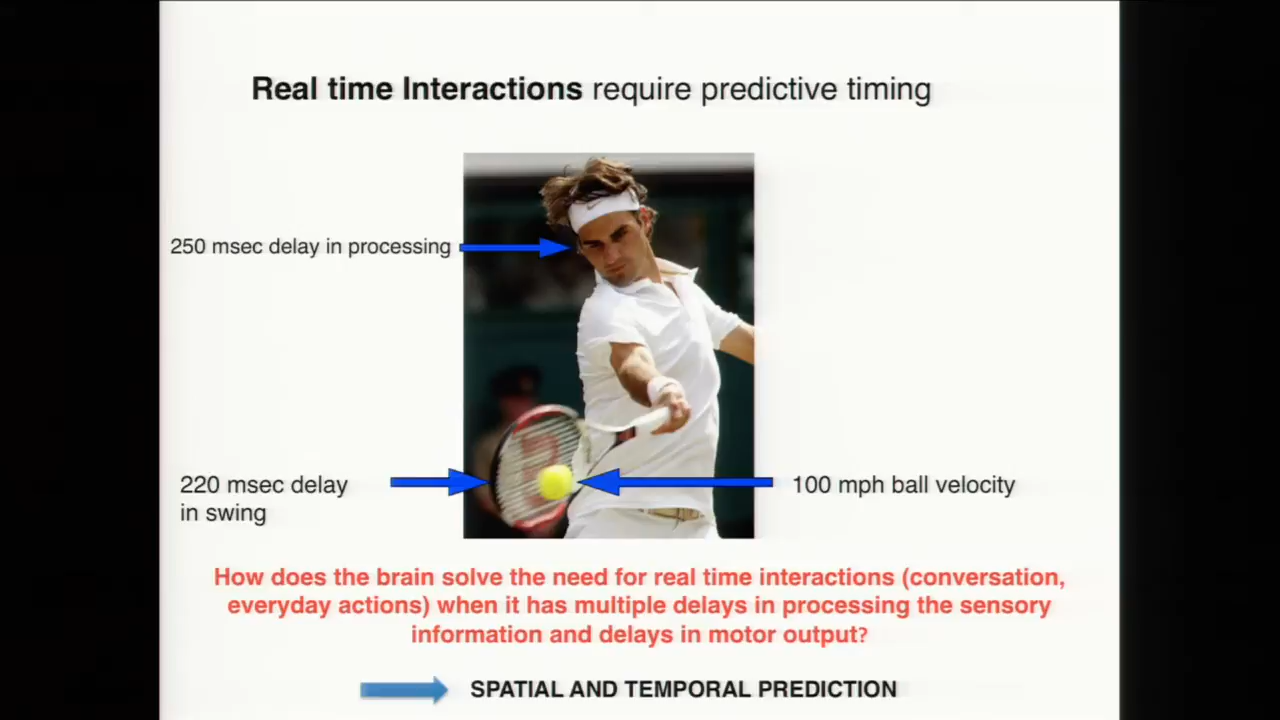 Real time Interactions require predictive timing
250 msec delay in processing
220 msec delay
in swing
100 mph ball velocity
How does the brain solve the need for real time interactions (conversation,
everyday actions) when it has multiple delays in processing the sensory
information and delays in motor output?
SPATIAL AND TEMPORAL PREDICTION